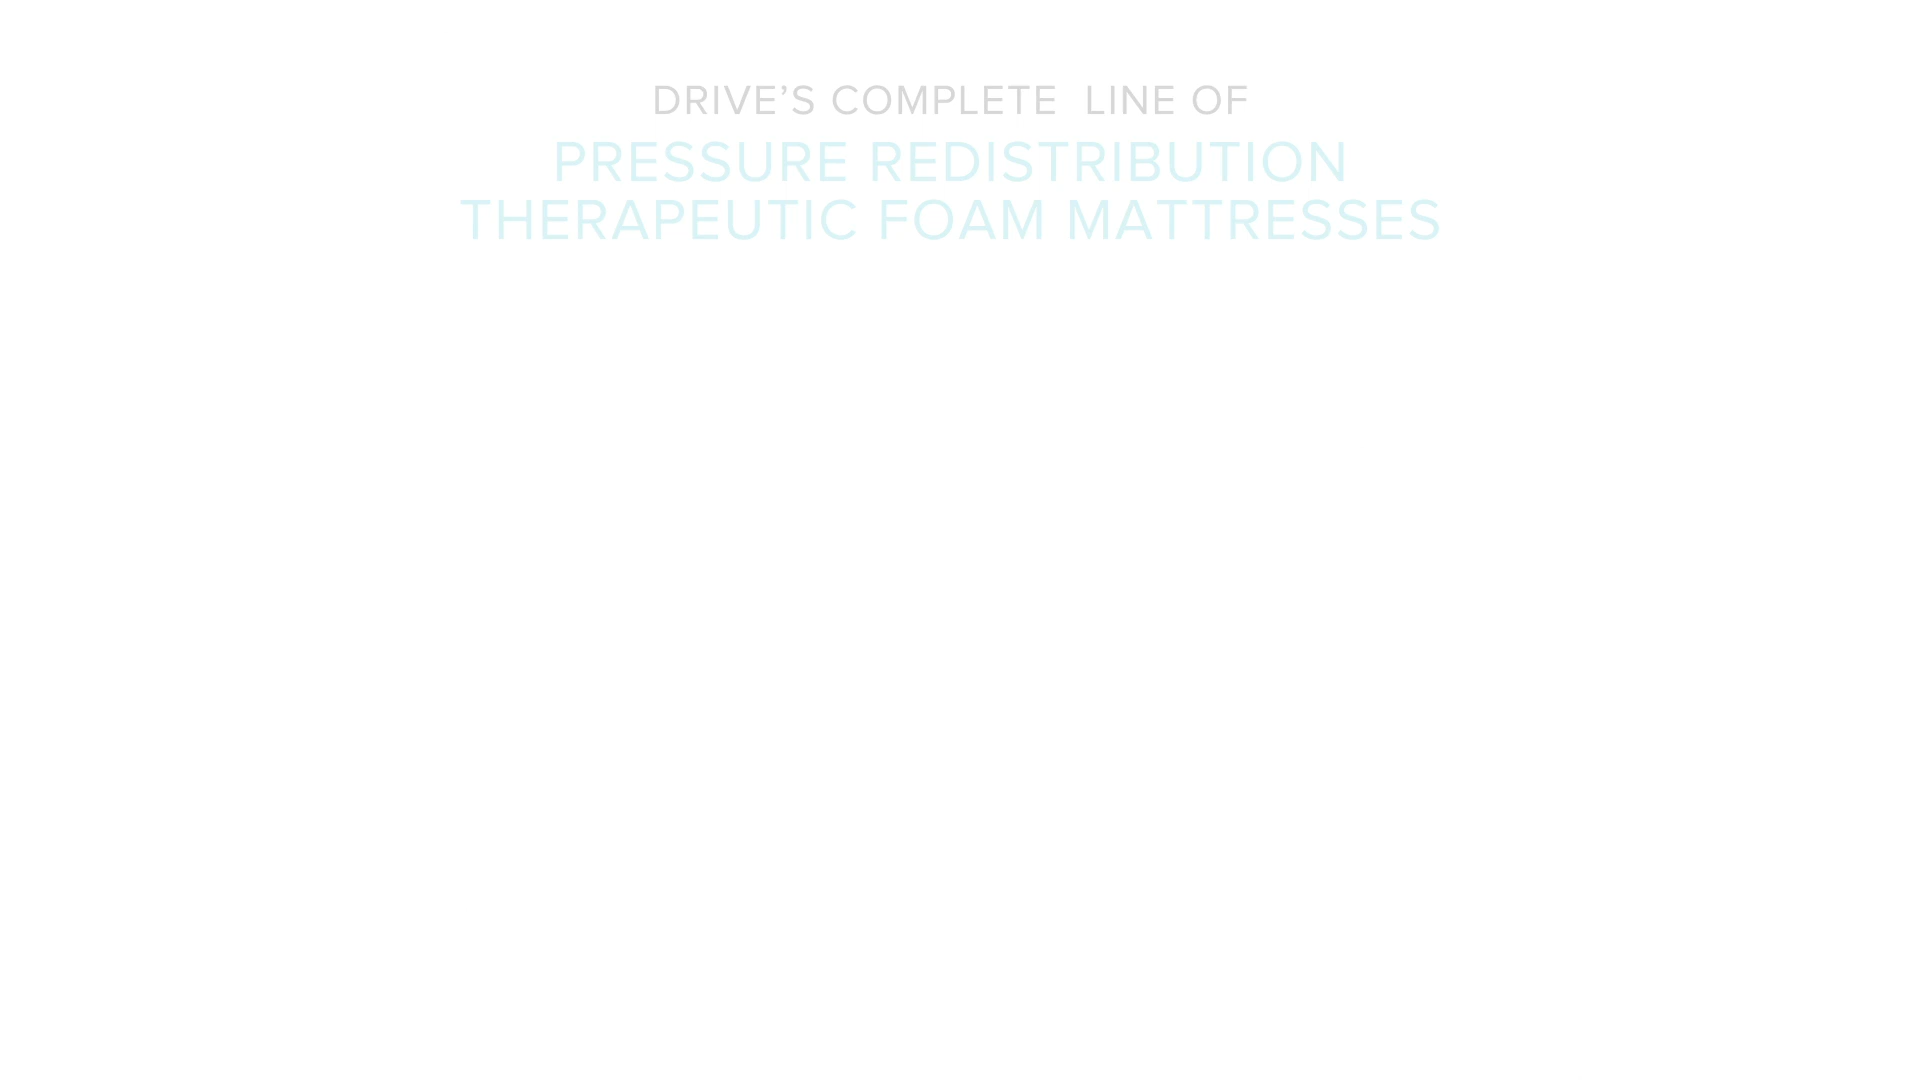 DRIVE’S COMPLETE  LINE OF
PRESSURE REDISTRIBUTION
THERAPEUTIC FOAM MATTRESSES